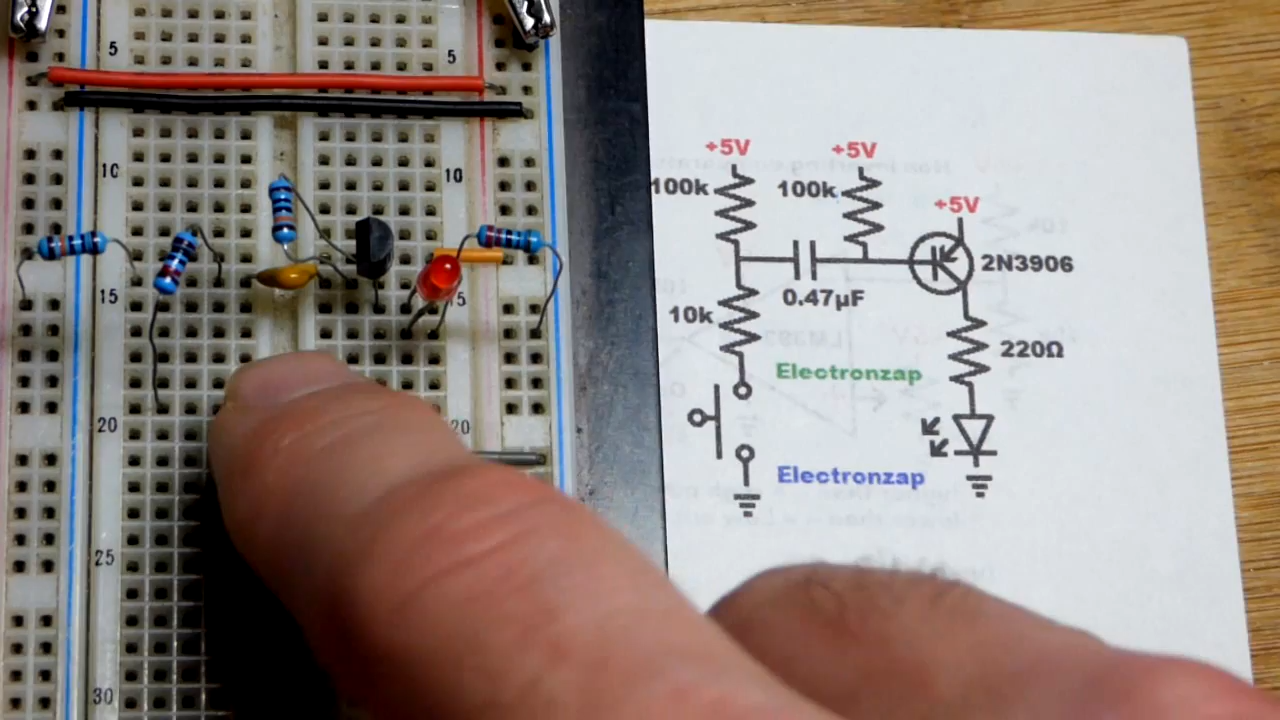 5
5
10
10
15
15
20
20
25
30
+5V
+5V
100k
100k
+5V
2N3906
0.47µF
10k
220Ω
Electronzap
Electronzap